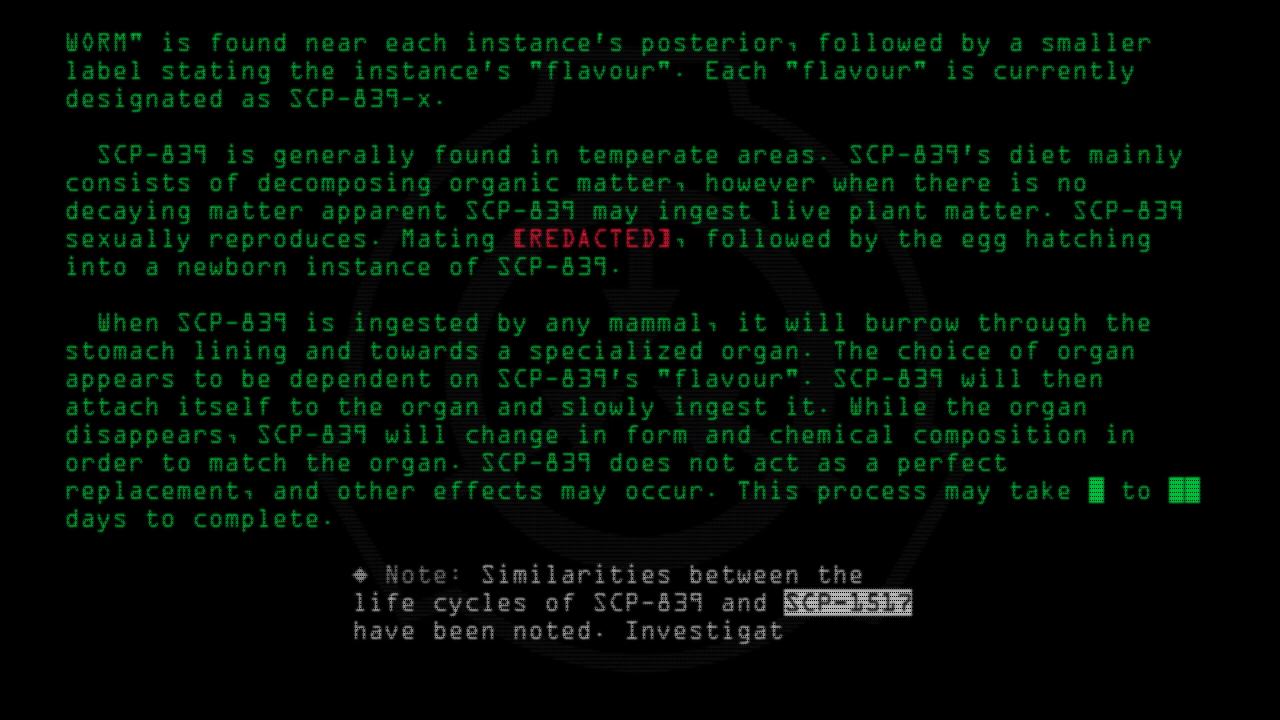 WORM" is found near each instance's posterior, followed by a smaller
label stating the instance's "flavour". Each "flavour" is currently
designated as SCP-839-x.
SCP-839 is generally found in temperate areas. SCP-839's diet mainly
consists of decomposing organic matter, however when there is no
decaying matter apparent SCP-839 may ingest live plant matter. SCP-839
sexually reproduces. Mating [REDACTED], followed by the egg hatching
into a newborn instance of SCP-839.
When SCP-839 is ingested by any mammal, it will burrow through the
stomach lining and towards a specialized organ. The choice of organ
appears to be dependent on SCP-839's "flavour". SCP-839 will then
attach itself to the organ and slowly ingest it. While the organ
disappears, SCP-839 will change in form and chemical composition in
order to match the organ. SCP-839 does not act as a perfect
replacement, and other effects may occur. This process may take █ to ██
days to complete.
◆ Note: Similarities between the
life cycles of SCP-839 and SCP-1517
have been noted. Investigat